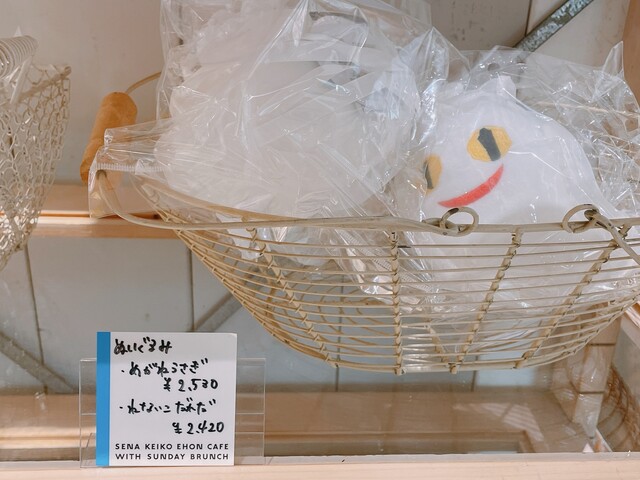 ぬいぐるみ
・めがねうさぎ
¥2,530
・ねないこだれだ
¥2,420
SENA KEIKO EHON CAFE
WITH SUNDAY BRUNCH